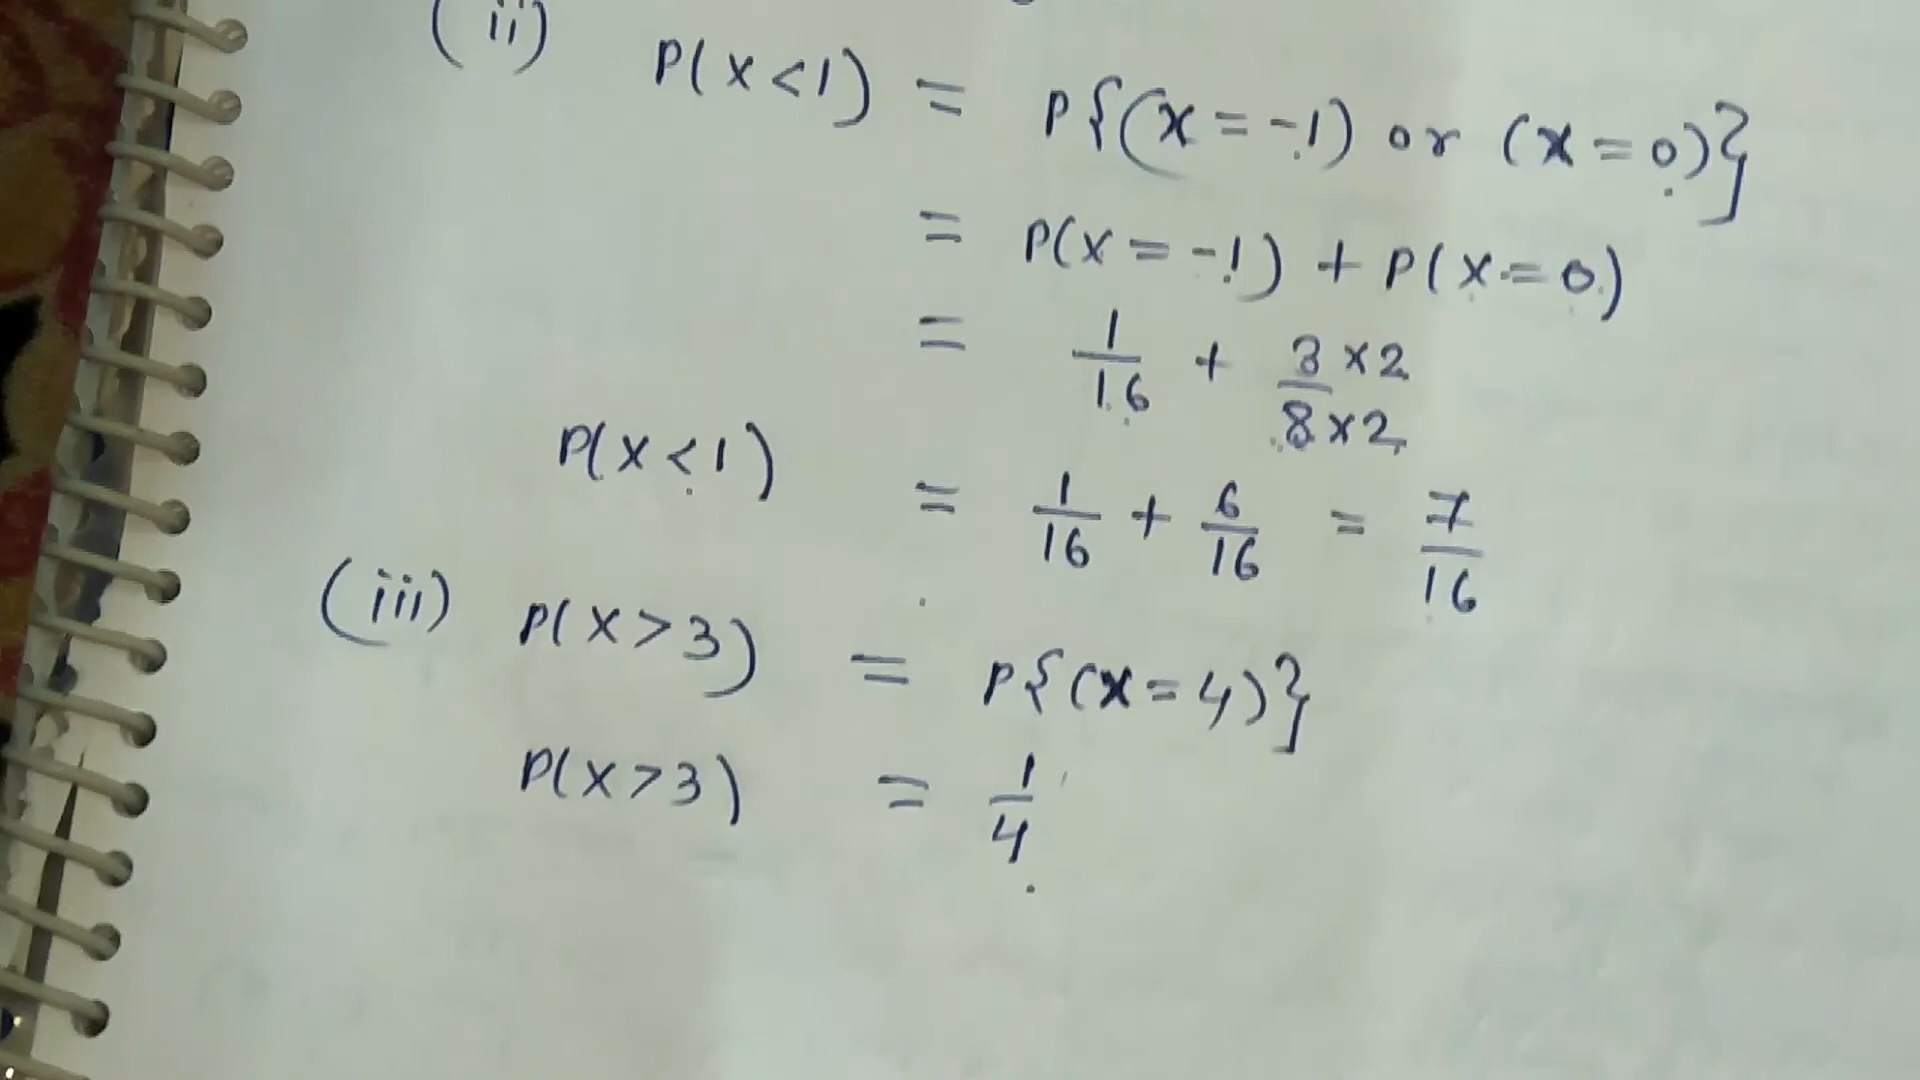 (ii) P(X<1) = P{(X=-1) or (X=0)}
= P(X=-1) + P(X=0)
= 1/16 + 3×2/8×2
P(X<1) = 1/16 + 6/16 = 7/16
(iii) P(X>3) = P{(X=4)}
P(X>3) = 1/4